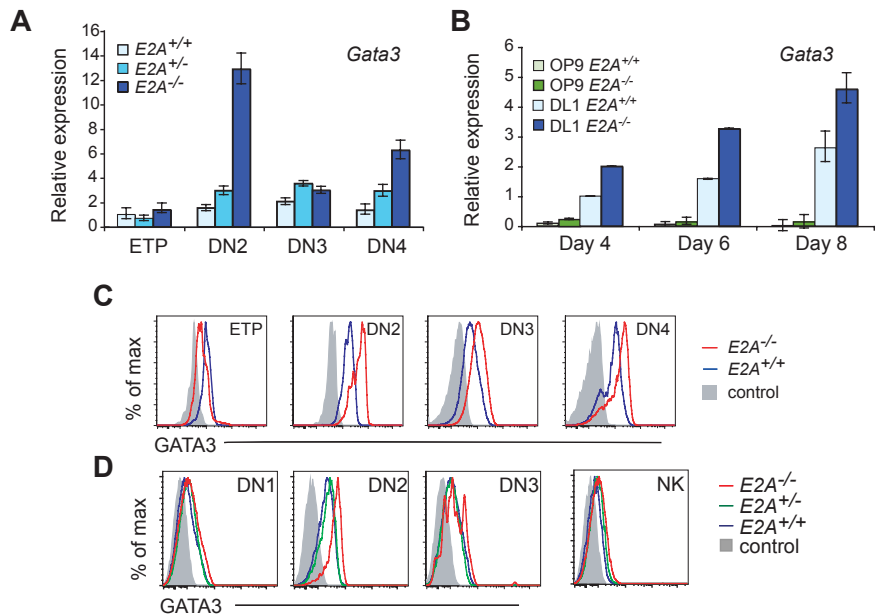 A
Relative expression
16
14
12
10
8
6
4
2
0
E2A+/+
E2A+/-
E2A-/-
Gata3
ETP DN2 DN3 DN4
B
Relative expression
6
5
4
3
2
1
0
OP9 E2A+/+
OP9 E2A-/-
DL1 E2A+/+
DL1 E2A-/-
Gata3
Day 4 Day 6 Day 8
C
% of max
ETP DN2 DN3 DN4
GATA3
E2A-/-
E2A+/+
control
D
% of max
DN1 DN2 DN3 NK
GATA3
E2A-/-
E2A+/-
E2A+/+
control